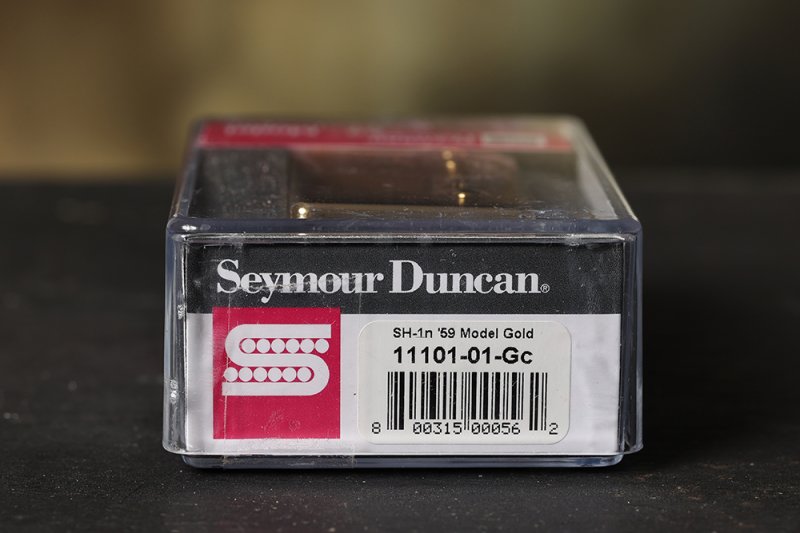 Seymour Duncan®
SH-1n '59 Model Gold
11101-01-Gc
8 00315 00056 2